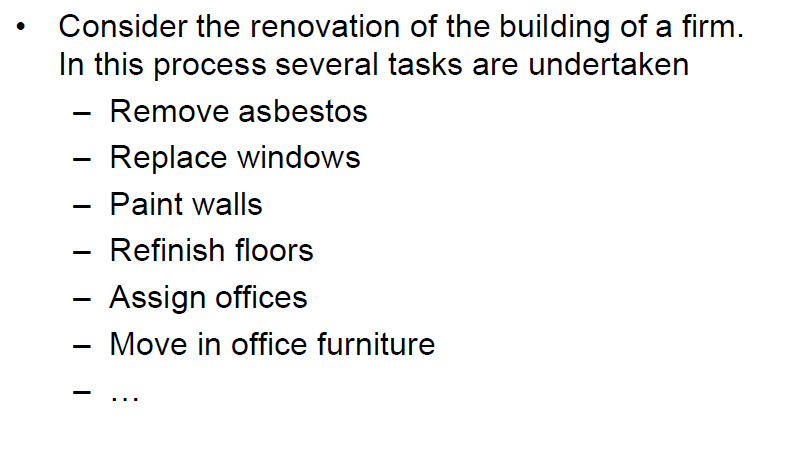 • Consider the renovation of the building of a firm.
In this process several tasks are undertaken
– Remove asbestos
– Replace windows
– Paint walls
– Refinish floors
– Assign offices
– Move in office furniture
– …